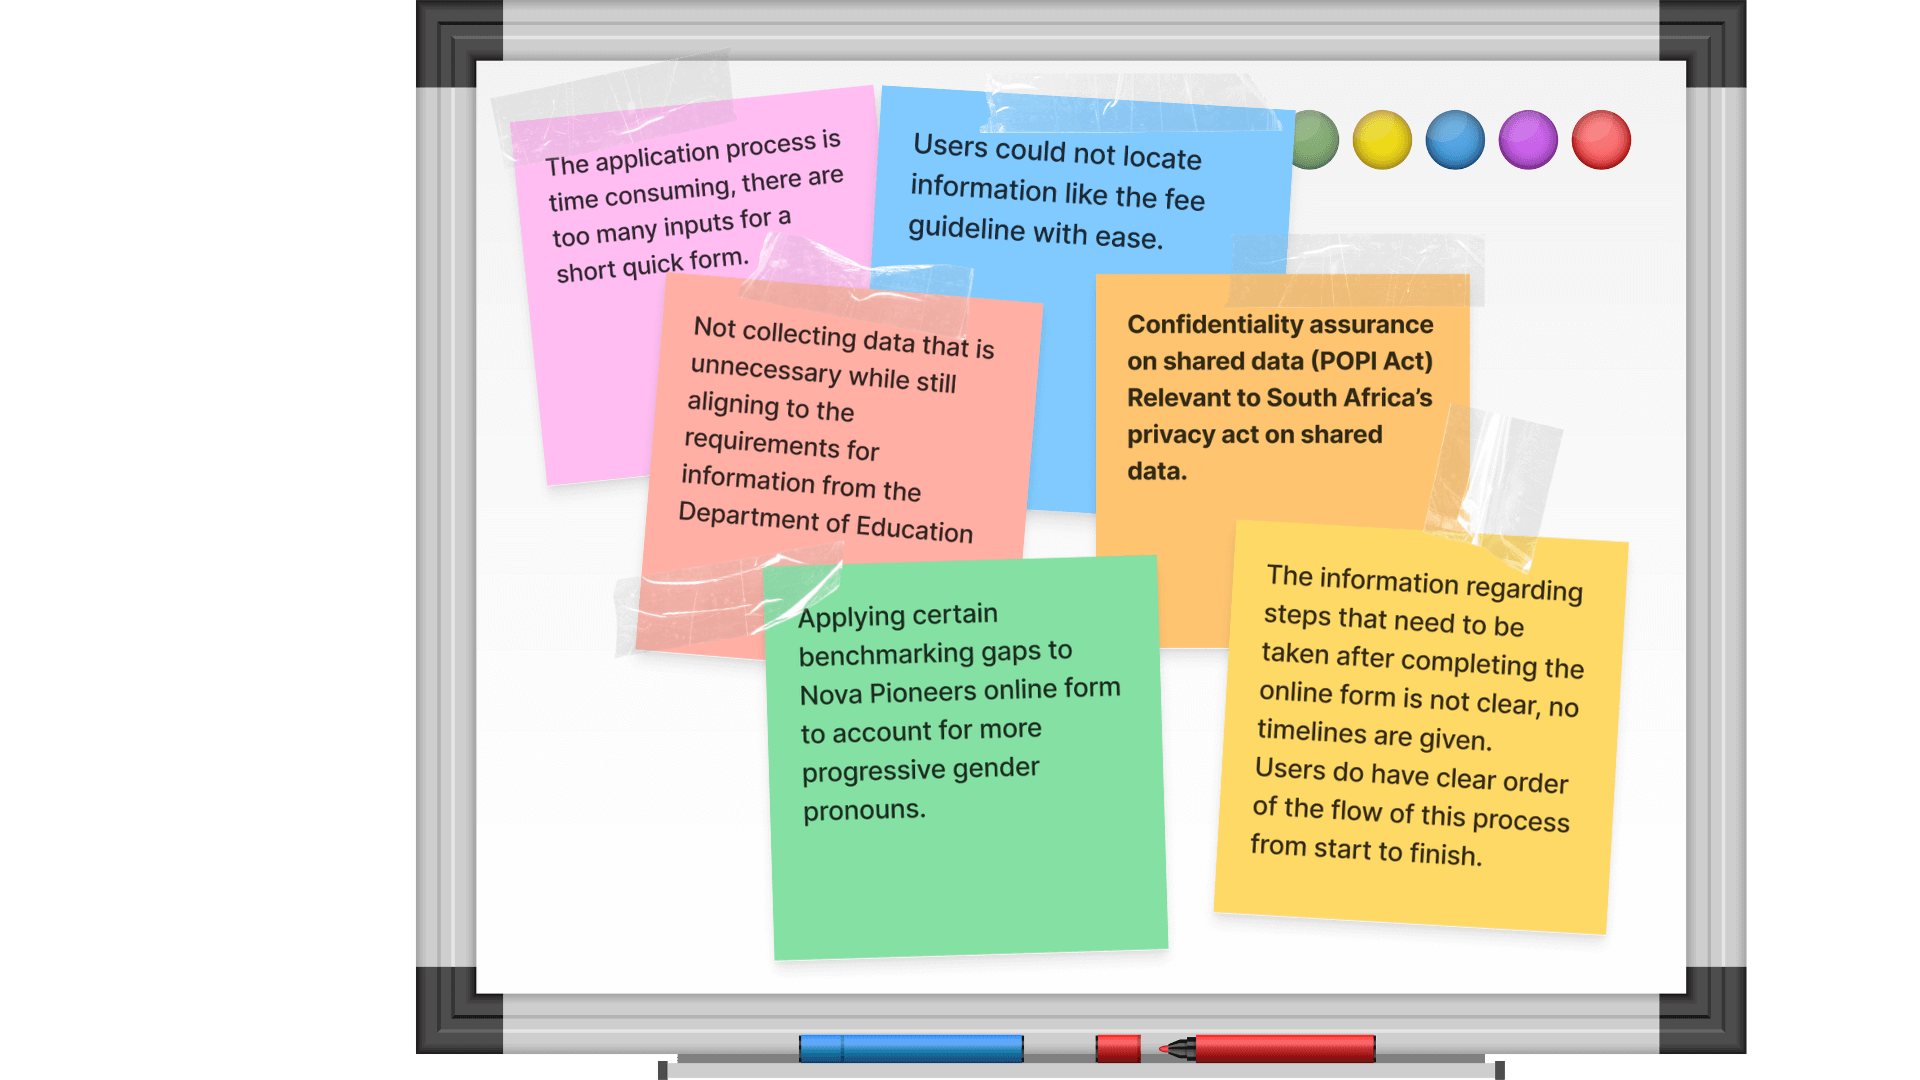 The application process is
time consuming, there are
too many inputs for a
short quick form.
Users could not locate
information like the fee
guideline with ease.
Not collecting data that is
unnecessary while still
aligning to the
requirements for
information from the
Department of Education
Confidentiality assurance
on shared data (POPI Act)
Relevant to South Africa’s
privacy act on shared
data.
Applying certain
benchmarking gaps to
Nova Pioneers online form
to account for more
progressive gender
pronouns.
The information regarding
steps that need to be
taken after completing the
online form is not clear, no
timelines are given.
Users do have clear order
of the flow of this process
from start to finish.